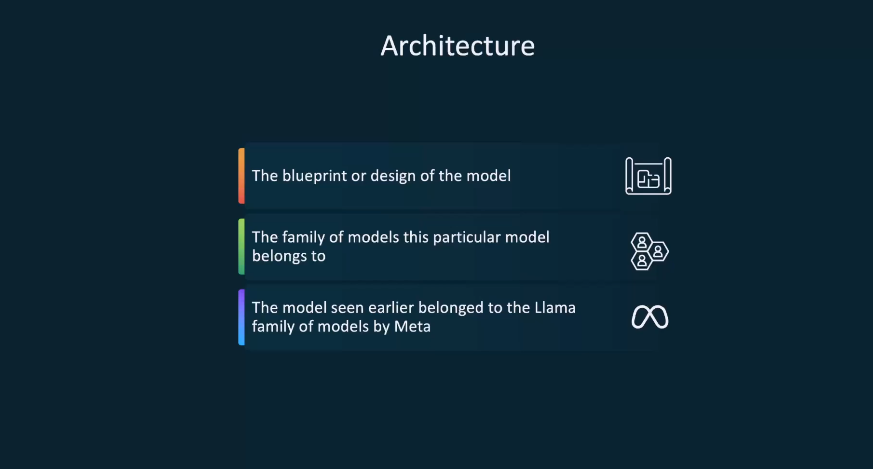 Architecture
The blueprint or design of the model
The family of models this particular model
belongs to
The model seen earlier belonged to the Llama
family of models by Meta